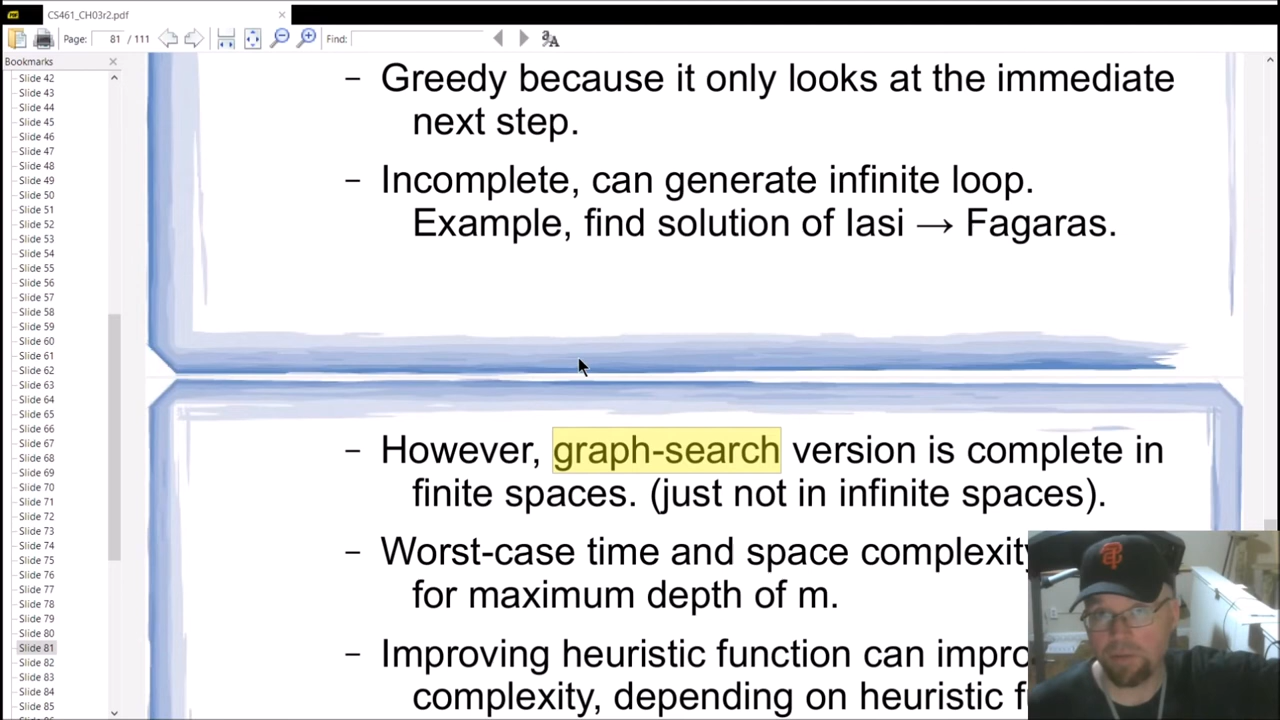 CS461_CH03r2.pdf
Page: 81 / 111
Find:
Bookmarks
Slide 42
Slide 43
Slide 44
Slide 45
Slide 46
Slide 47
Slide 48
Slide 49
Slide 50
Slide 51
Slide 52
Slide 53
Slide 54
Slide 55
Slide 56
Slide 57
Slide 58
Slide 59
Slide 60
Slide 61
Slide 62
Slide 63
Slide 64
Slide 65
Slide 66
Slide 67
Slide 68
Slide 69
Slide 70
Slide 71
Slide 72
Slide 73
Slide 74
Slide 75
Slide 76
Slide 77
Slide 78
Slide 79
Slide 80
Slide 81
Slide 82
Slide 83
Slide 84
Slide 85
– Greedy because it only looks at the immediate
next step.
– Incomplete, can generate infinite loop.
Example, find solution of Iasi → Fagaras.
– However, graph-search version is complete in
finite spaces. (just not in infinite spaces).
– Worst-case time and space complexity
for maximum depth of m.
– Improving heuristic function can impro
complexity, depending on heuristic f